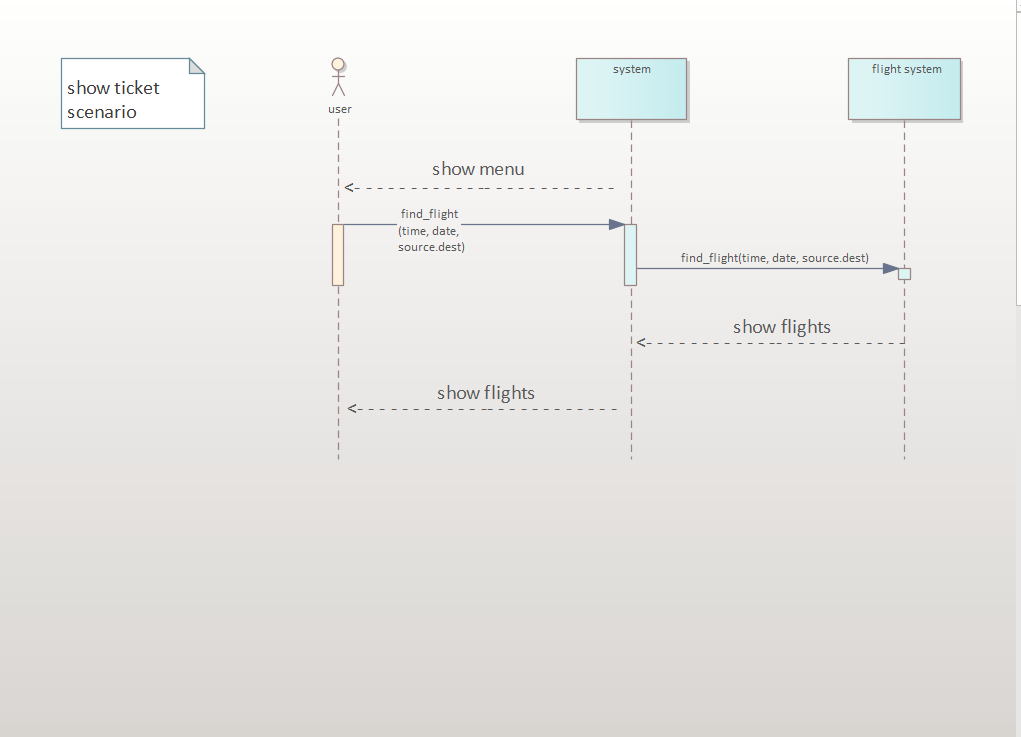 show ticket
scenario
user
system
flight system
show menu
find_flight
(time, date,
source.dest)
find_flight(time, date, source.dest)
show flights
show flights